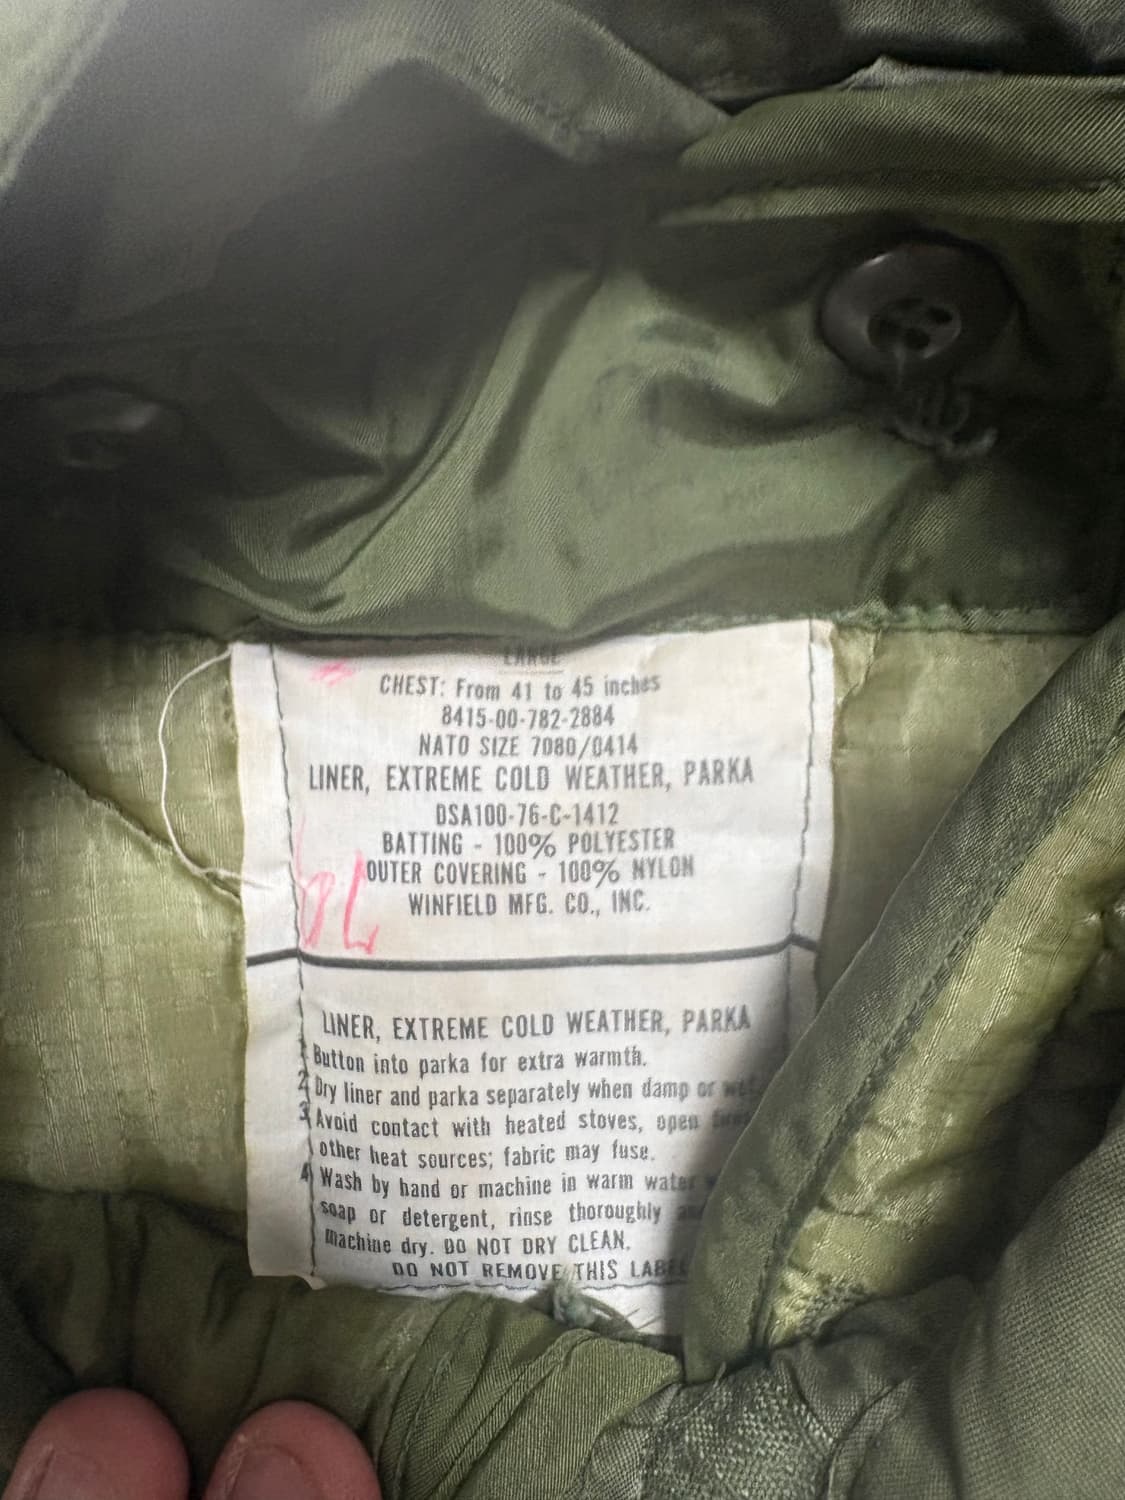 LARGE
CHEST: From 41 to 45 inches
8415-00-782-2884
NATO SIZE 7080/0414
LINER, EXTREME COLD WEATHER, PARKA
DSA100-76-C-1412
BATTING - 100% POLYESTER
OUTER COVERING - 100% NYLON
WINFIELD MFG. CO., INC.
LINER, EXTREME COLD WEATHER, PARKA
1 Button into parka for extra warmth.
2 Dry liner and parka separately when damp or wet
3 Avoid contact with heated stoves, open
other heat sources; fabric may fuse.
4 Wash by hand or machine in warm water
soap or detergent, rinse thoroughly
machine dry. DO NOT DRY CLEAN.
DO NOT REMOVE THIS LABEL